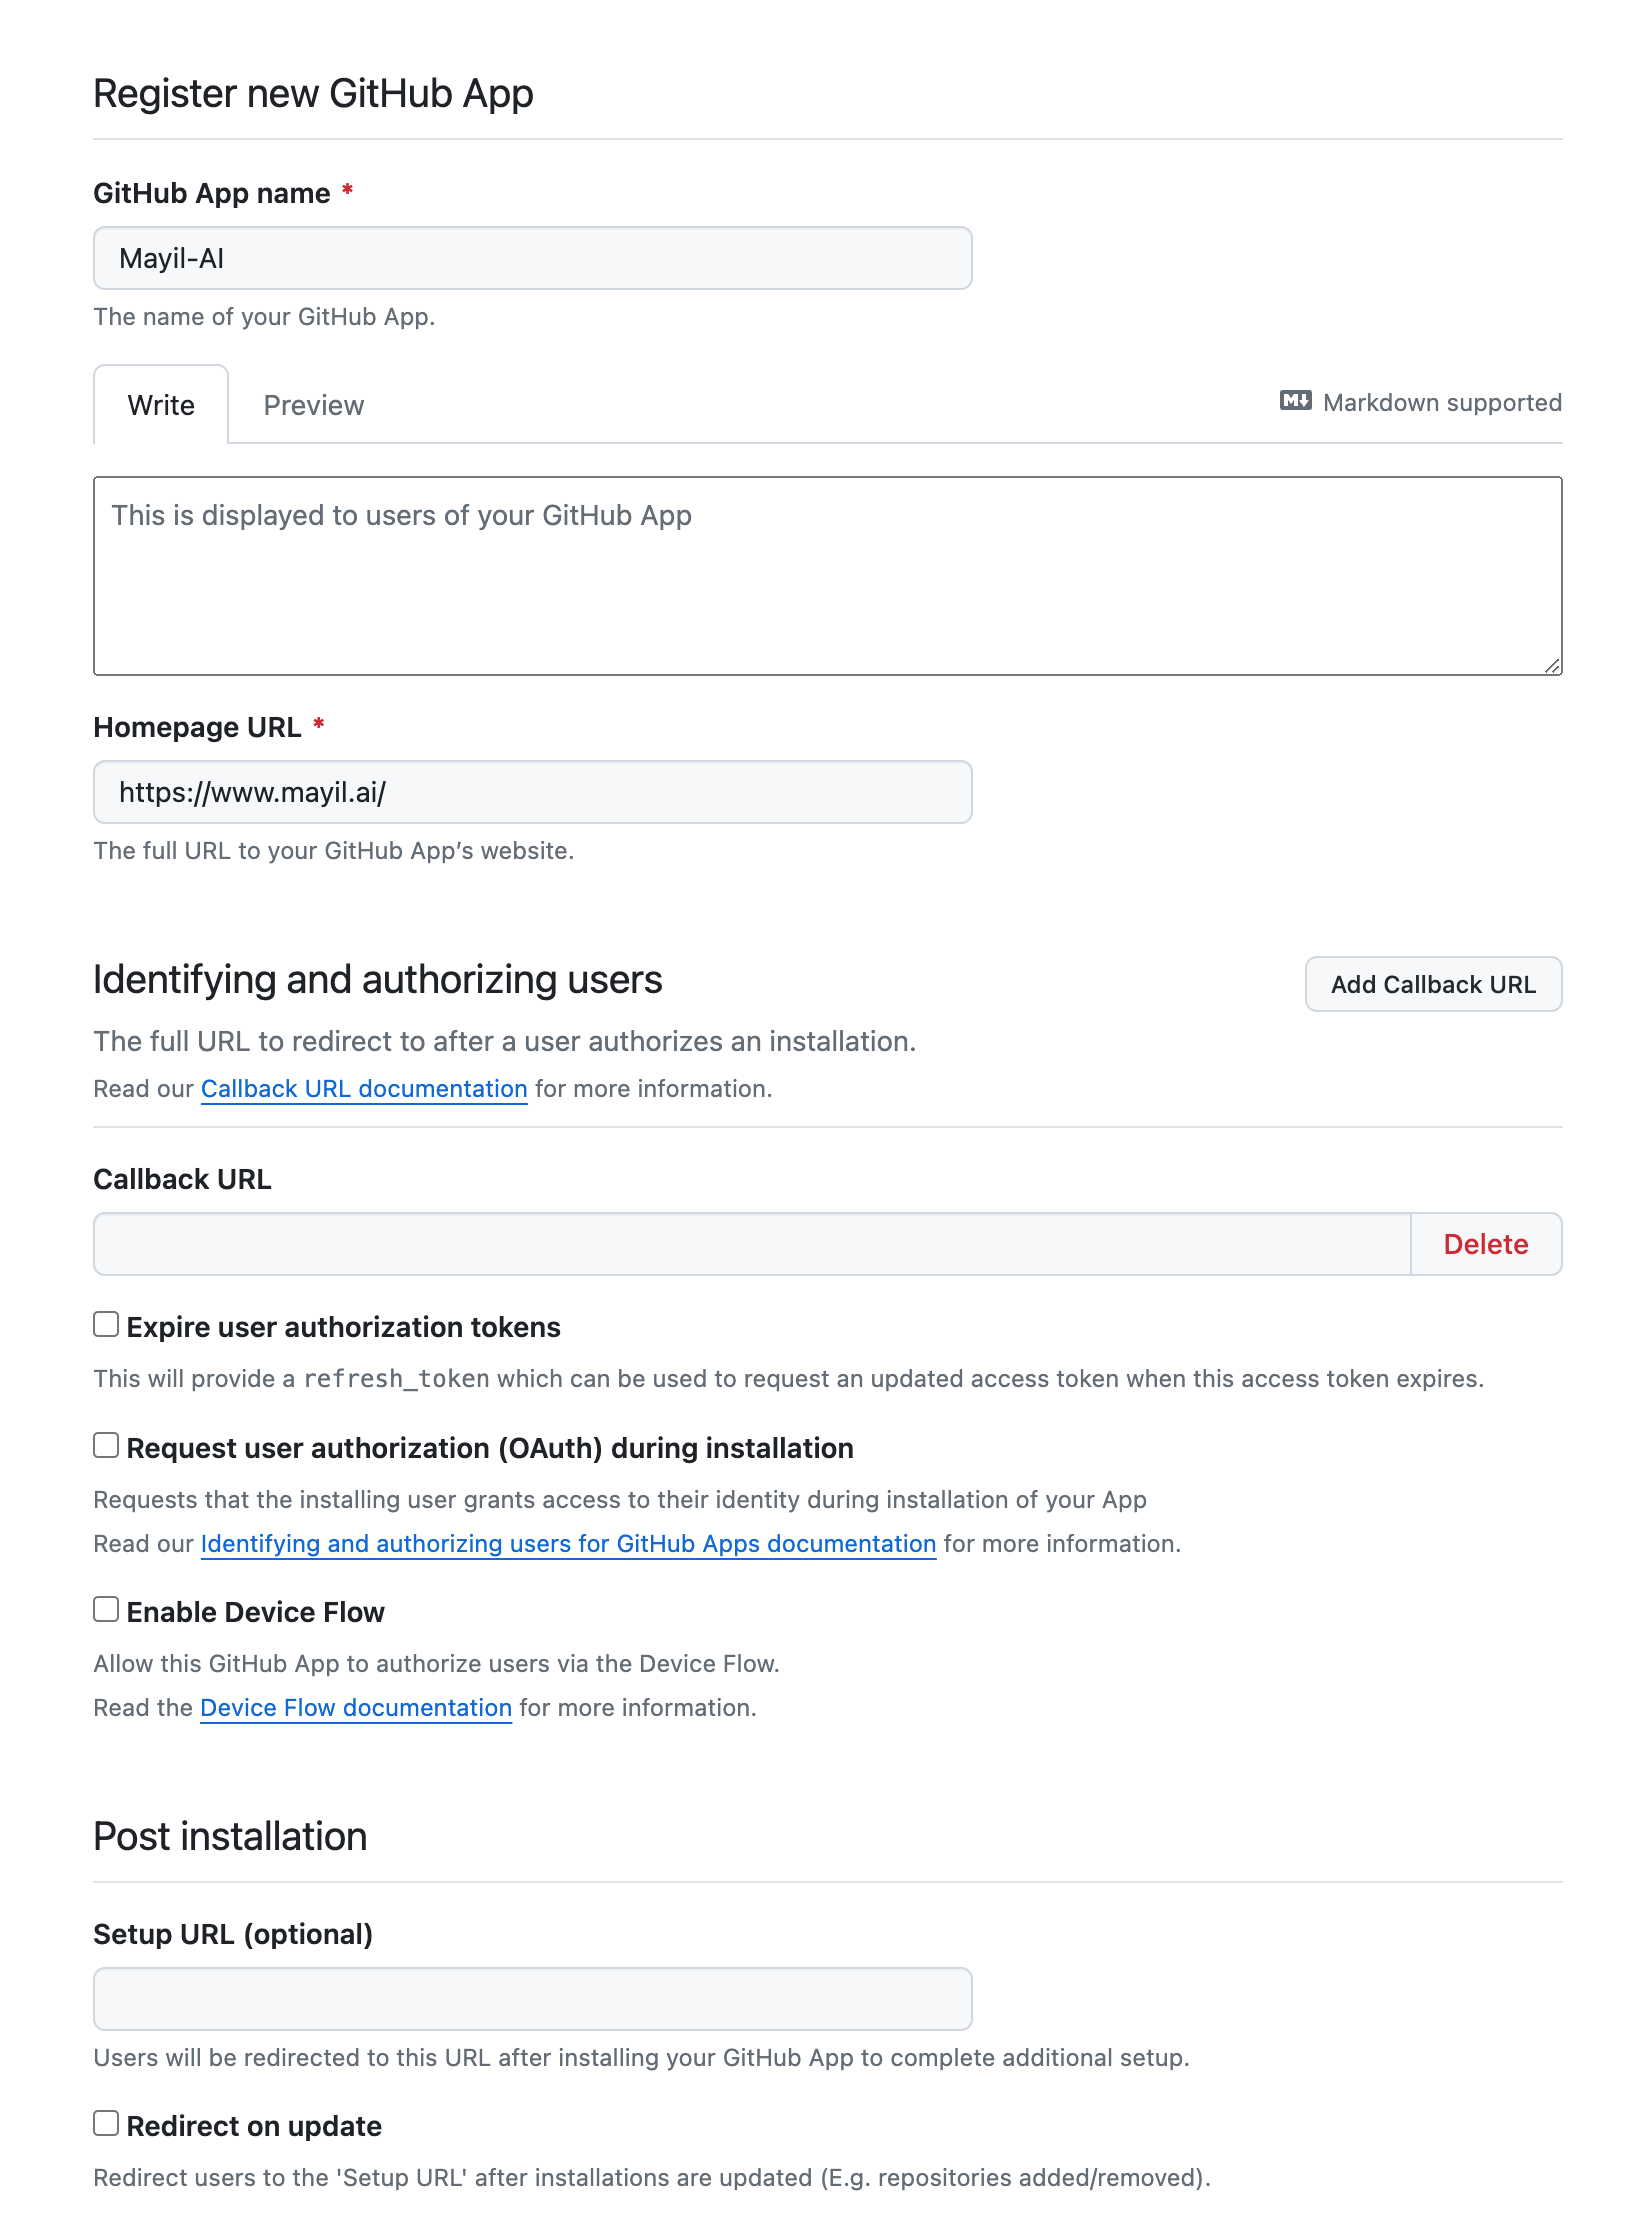 Register new GitHub App
GitHub App name *
Mayil-AI
The name of your GitHub App.
Write Preview Markdown supported
This is displayed to users of your GitHub App
Homepage URL *
https://www.mayil.ai/
The full URL to your GitHub App's website.
Identifying and authorizing users Add Callback URL
The full URL to redirect to after a user authorizes an installation.
Read our Callback URL documentation for more information.
Callback URL
Delete
Expire user authorization tokens
This will provide a refresh_token which can be used to request an updated access token when this access token expires.
Request user authorization (OAuth) during installation
Requests that the installing user grants access to their identity during installation of your App
Read our Identifying and authorizing users for GitHub Apps documentation for more information.
Enable Device Flow
Allow this GitHub App to authorize users via the Device Flow.
Read the Device Flow documentation for more information.
Post installation
Setup URL (optional)
Users will be redirected to this URL after installing your GitHub App to complete additional setup.
Redirect on update
Redirect users to the 'Setup URL' after installations are updated (E.g. repositories added/removed).